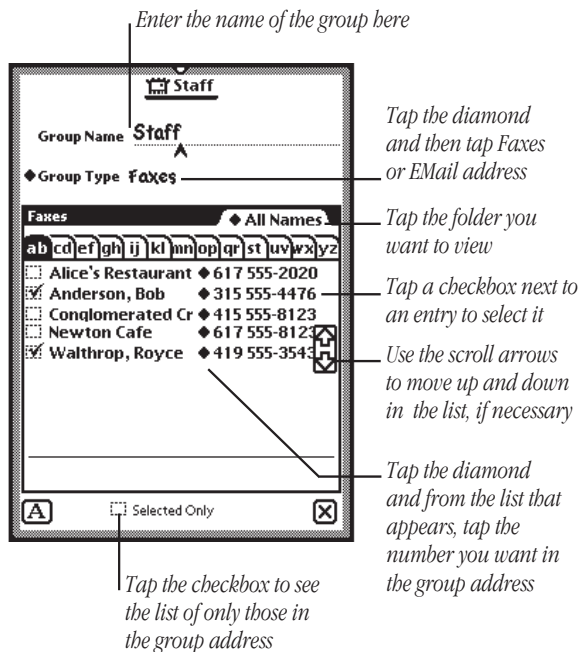 Enter the name of the group here
Staff
Group Name Staff
Group Type Faxes
Tap the diamond
and then tap Faxes
or EMail address
Faxes
All Names
Tap the folder you
want to view
ab cd ef gh ij kl mn op qr st uv wx yz
Alice's Restaurant 617 555-2020
Anderson, Bob 315 555-4476
Conglomerated Cr 415 555-8123
Newton Cafe 617 555-8123
Walthrop, Royce 419 555-3543
Tap a checkbox next to
an entry to select it
Use the scroll arrows
to move up and down
in the list, if necessary
Tap the diamond
and from the list that
appears, tap the
number you want in
the group address
A
Selected Only
X
Tap the checkbox to see
the list of only those in
the group address